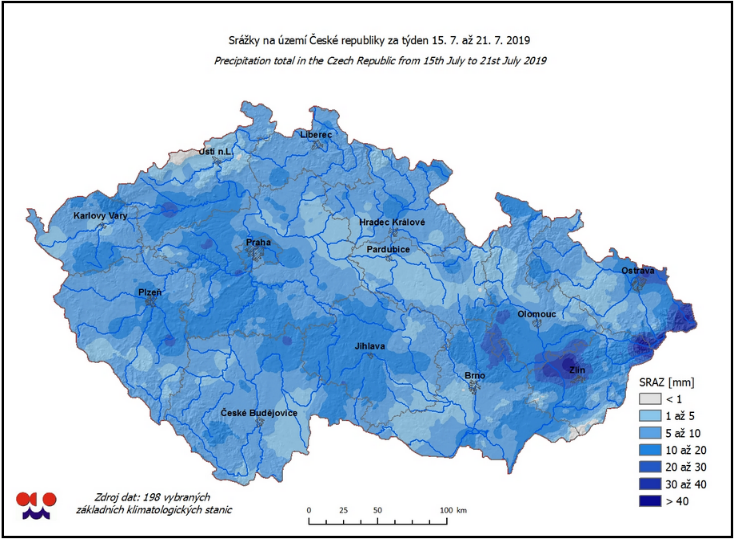 Srážky na území České republiky za týden 15. 7. až 21. 7. 2019
Precipitation total in the Czech Republic from 15th July to 21st July 2019
Liberec
Ústí n.L.
Karlovy Vary
Hradec Králové
Praha
Pardubice
Ostrava
Plzeň
Olomouc
Jihlava
Zlín
Brno
České Budějovice
SRAZ [mm]
< 1
1 až 5
5 až 10
10 až 20
20 až 30
30 až 40
> 40
Zdroj dat: 198 vybraných
základních klimatologických stanic
0 25 50 100 km